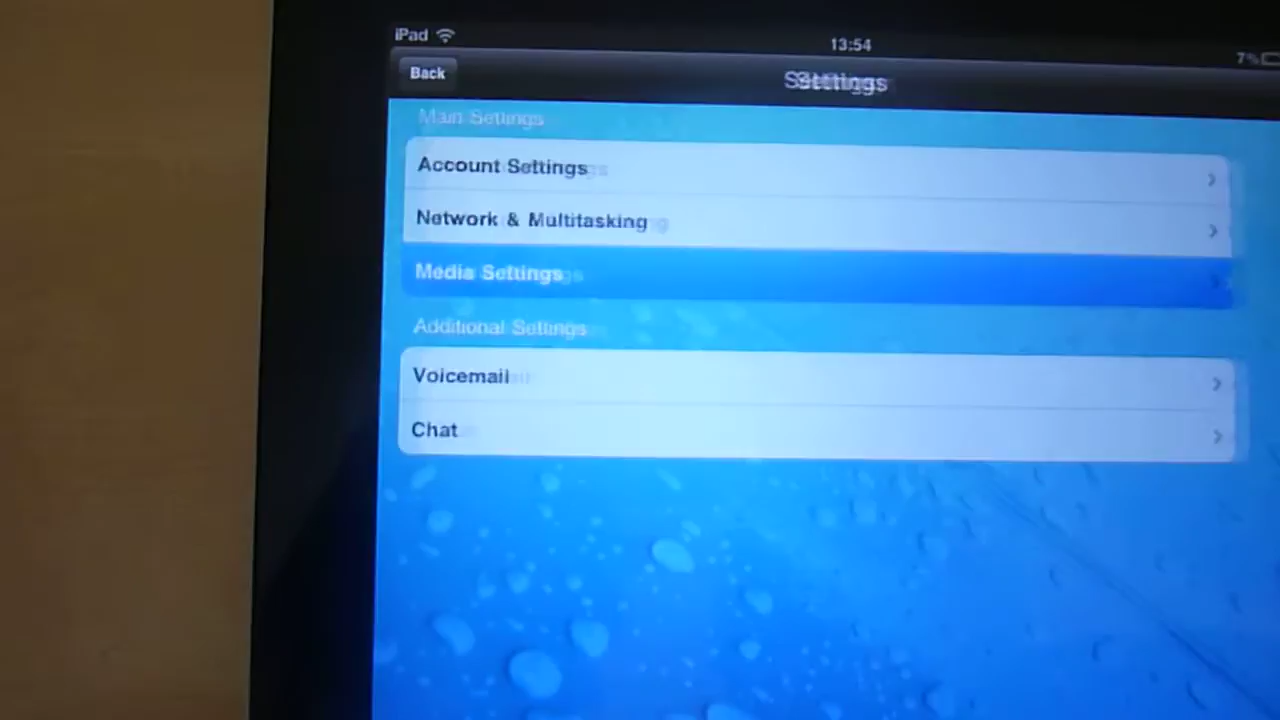 iPad
13:54
7%
Back
Settings
Main Settings
Account Settings
Network & Multitasking
Media Settings
Additional Settings
Voicemail
Chat